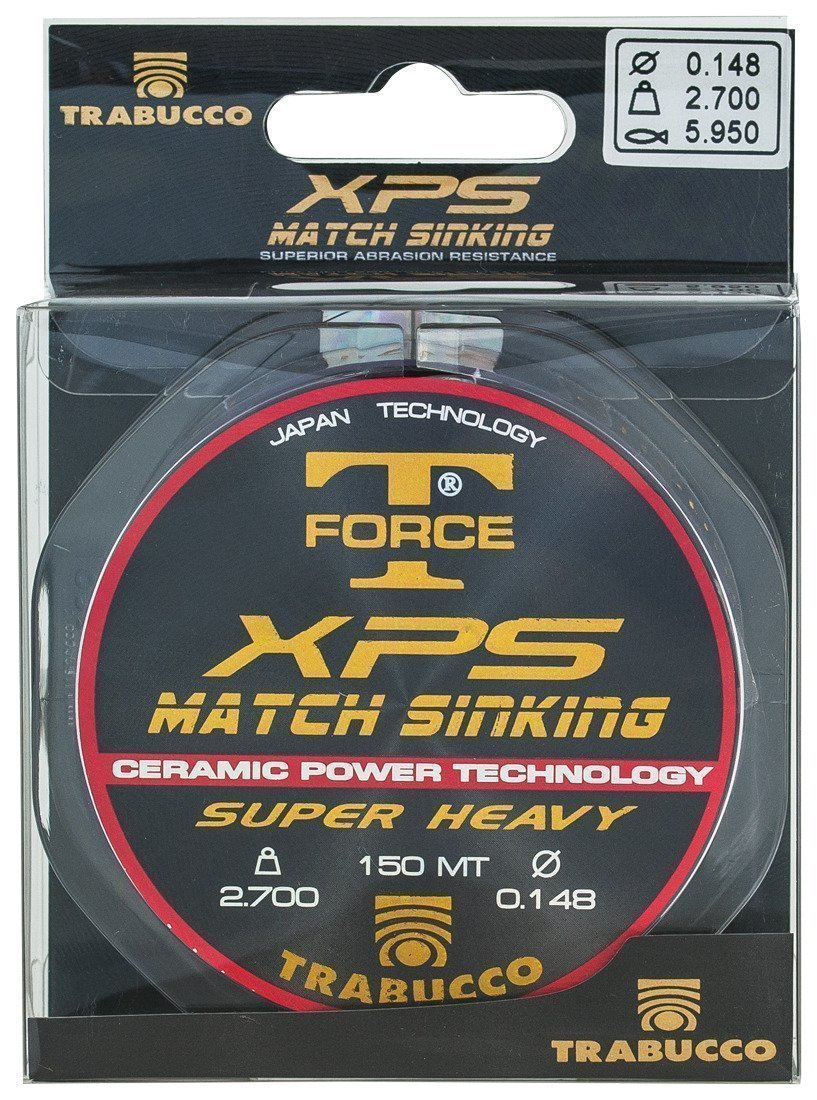 TRABUCCO
0.148
2.700
5.950
XPS
MATCH SINKING
SUPERIOR ABRASION RESISTANCE
JAPAN TECHNOLOGY
T®
FORCE
XPS
MATCH SINKING
CERAMIC POWER TECHNOLOGY
SUPER HEAVY
150 MT
2.700 0.148
TRABUCCO
TRABUCCO